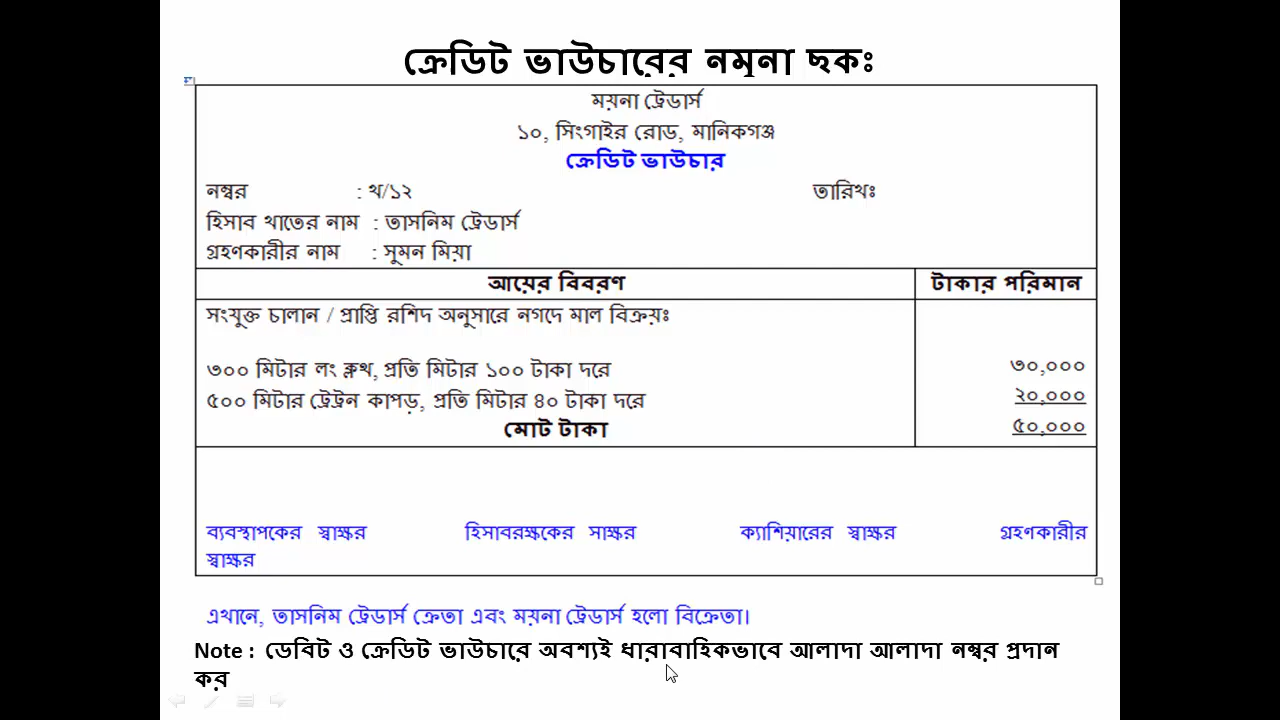 ক্রেডিট ভাউচারের নমুনা ছকঃ
ময়না ট্রেডার্স
১০, সিংগাইর রোড, মানিকগঞ্জ
ক্রেডিট ভাউচার
নম্বর : থ/১২ তারিথঃ
হিসাব থাতের নাম : তাসনিম ট্রেডার্স
গ্রহণকারীর নাম : সুমন মিয়া
আয়ের বিবরণ টাকার পরিমান
সংযুক্ত চালান / প্রাপ্তি রশিদ অনুসারে নগদে মাল বিক্রয়ঃ
৩০০ মিটার লং ক্লথ, প্রতি মিটার ১০০ টাকা দরে ৩০,০০০
৫০০ মিটার ট্রেট্রন কাপড়, প্রতি মিটার ৪০ টাকা দরে ২০,০০০
মোট টাকা ৫০,০০০
ব্যবস্থাপকের স্বাক্ষর হিসাবরক্ষকের সাক্ষর ক্যাশিয়ারের স্বাক্ষর গ্রহণকারীর
স্বাক্ষর
এথানে, তাসনিম ট্রেডার্স ক্রেতা এবং ময়না ট্রেডার্স হলো বিক্রেতা।
Note : ডেবিট ও ক্রেডিট ভাউচারে অবশ্যই ধারাবাহিকভাবে আলাদা আলাদা নম্বর প্রদান
কর